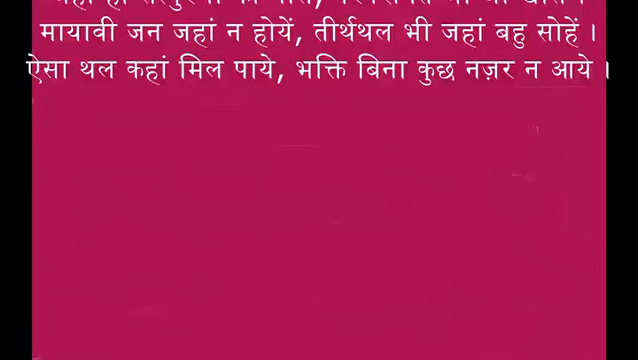 मायावी जन जहां न होयें, तीर्थथल भी जहां बहु सोहें ।
ऐसा थल कहां मिल पाये, भक्ति बिना कुछ नज़र न आये ।